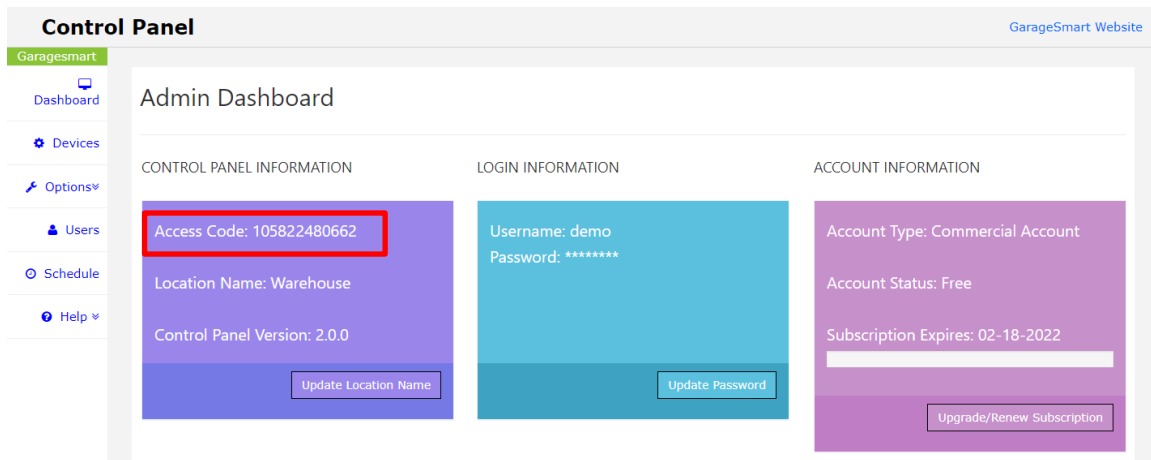 Control Panel
GarageSmart Website
Garagesmart
Dashboard
Devices
Options
Users
Schedule
Help
Admin Dashboard
CONTROL PANEL INFORMATION
Access Code: 105822480662
Location Name: Warehouse
Control Panel Version: 2.0.0
Update Location Name
LOGIN INFORMATION
Username: demo
Password: ********
Update Password
ACCOUNT INFORMATION
Account Type: Commercial Account
Account Status: Free
Subscription Expires: 02-18-2022
Upgrade/Renew Subscription